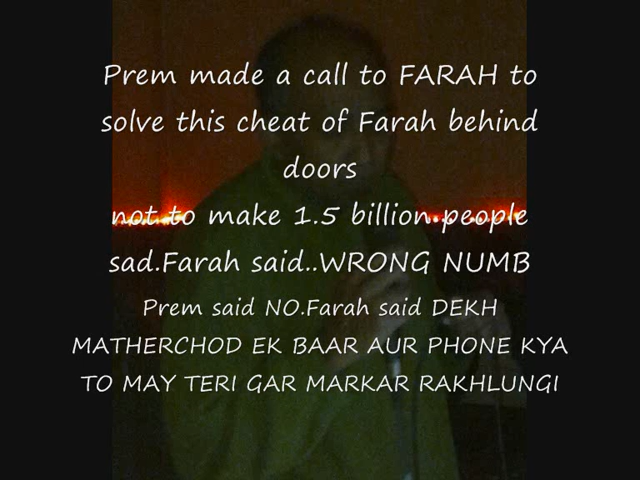 Prem made a call to FARAH to
solve this cheat of Farah behind
doors
not to make 1.5 billion..people
sad.Farah said..WRONG NUMB
Prem said NO.Farah said DEKH
MATHERCHOD EK BAAR AUR PHONE KYA
TO MAY TERI GAR MARKAR RAKHLUNGI